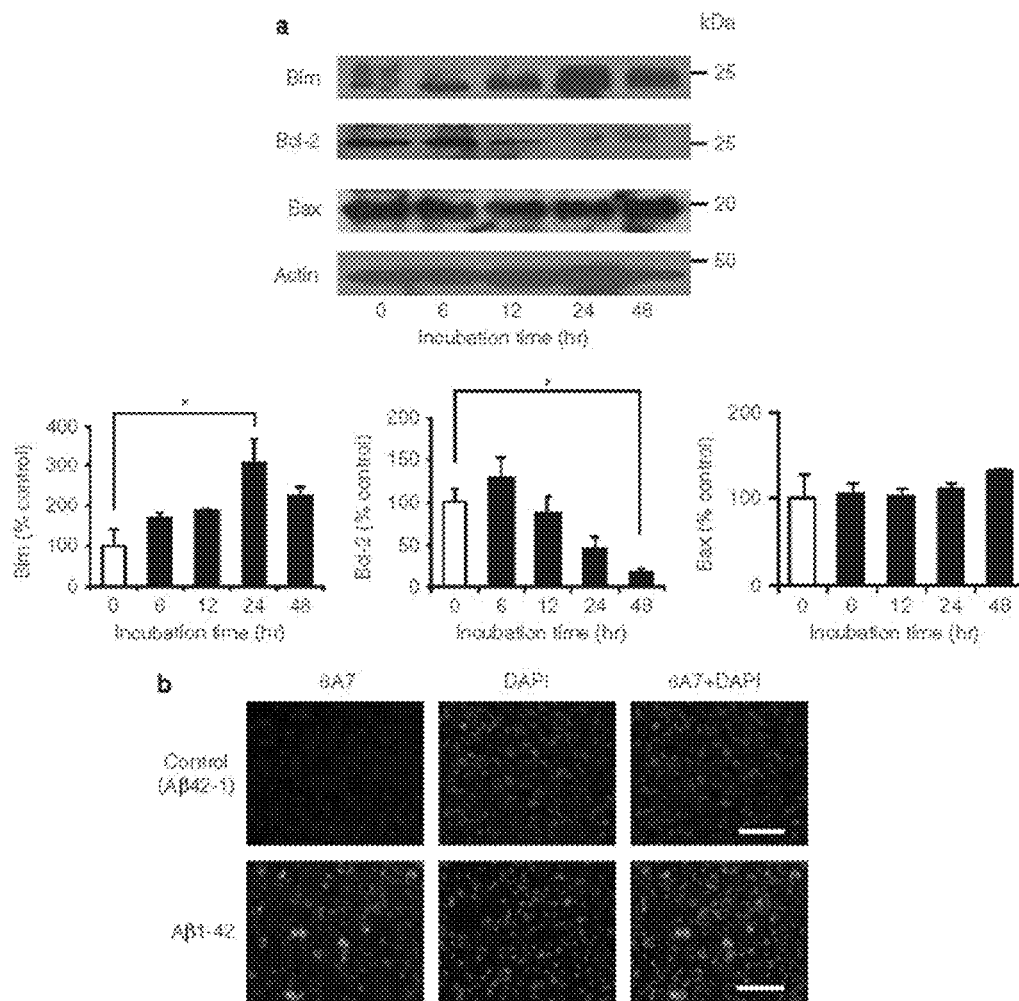 a
kDa
Bim
25
Bcl-2
25
Bax
20
Actin
50
0 6 12 24 48
Incubation time (hr)
*
*
400
300
200
100
0
Bim (% control)
0 6 12 24 48
Incubation time (hr)
200
150
100
50
0
Bcl-2 (% control)
0 6 12 24 48
Incubation time (hr)
200
100
0
Bax (% control)
0 6 12 24 48
Incubation time (hr)
b
6A7 DAPI 6A7+DAPI
Control
(Aβ42-1)
Aβ1-42